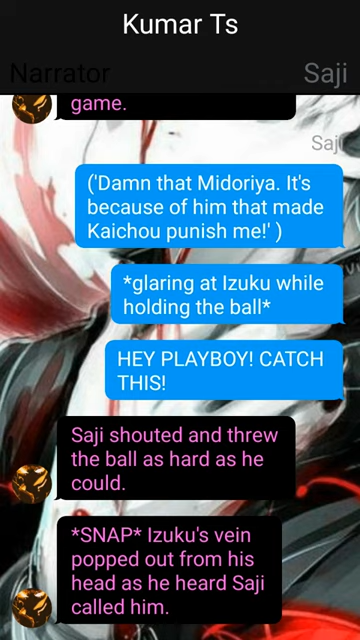 Kumar Ts
Narrator
Saji
game.
Saji
('Damn that Midoriya. It's
because of him that made
Kaichou punish me!' )
*glaring at Izuku while
holding the ball*
HEY PLAYBOY! CATCH
THIS!
Saji shouted and threw
the ball as hard as he
could.
*SNAP* Izuku's vein
popped out from his
head as he heard Saji
called him.